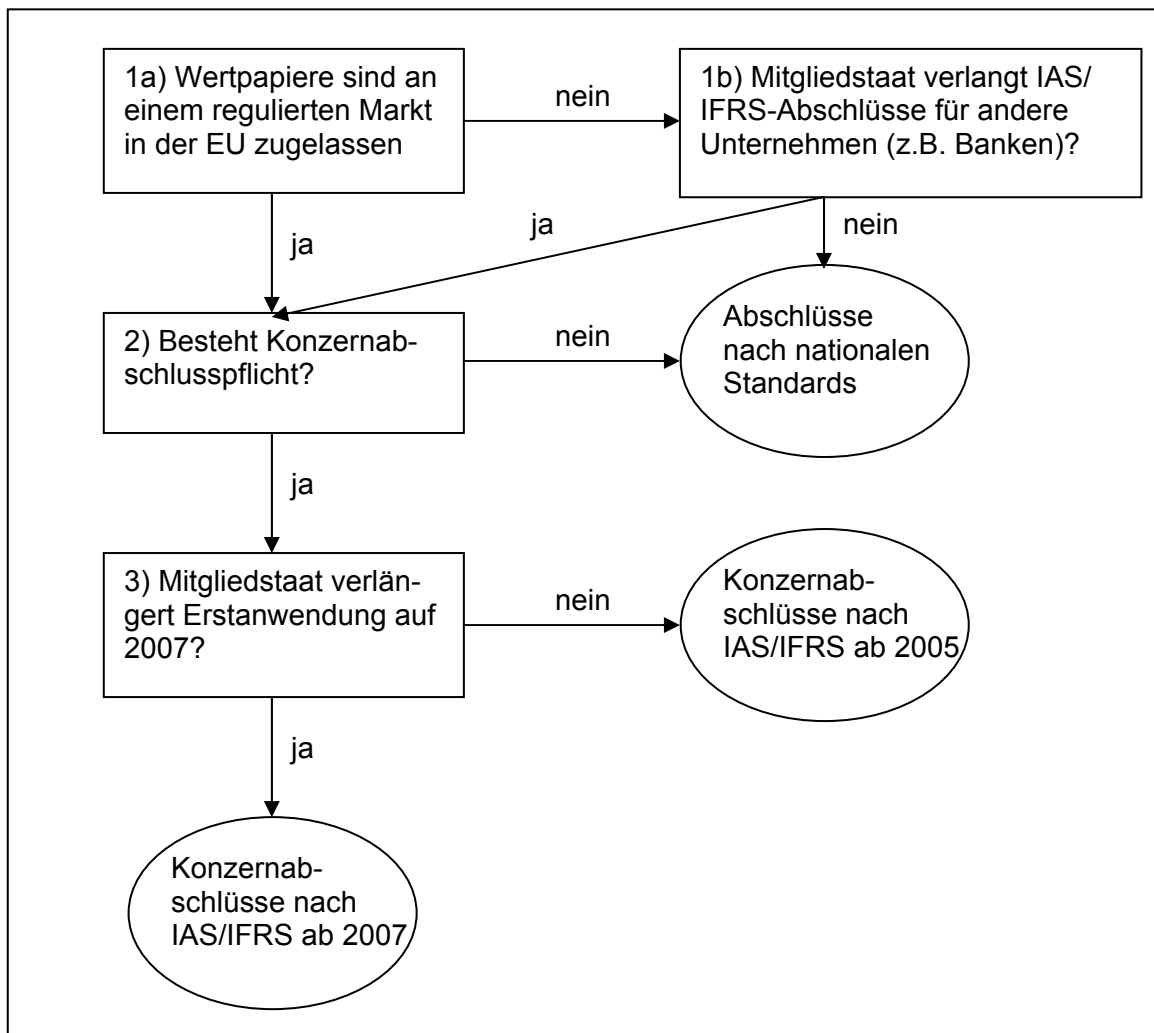 1a) Wertpapiere sind an
einem regulierten Markt
in der EU zugelassen
nein
1b) Mitgliedstaat verlangt IAS/
IFRS-Abschlüsse für andere
Unternehmen (z.B. Banken)?
ja
ja
nein
2) Besteht Konzernab-
schlusspflicht?
nein
Abschlüsse
nach nationalen
Standards
ja
3) Mitgliedstaat verlän-
gert Erstanwendung auf
2007?
nein
Konzernab-
schlüsse nach
IAS/IFRS ab 2005
ja
Konzernab-
schlüsse nach
IAS/IFRS ab 2007